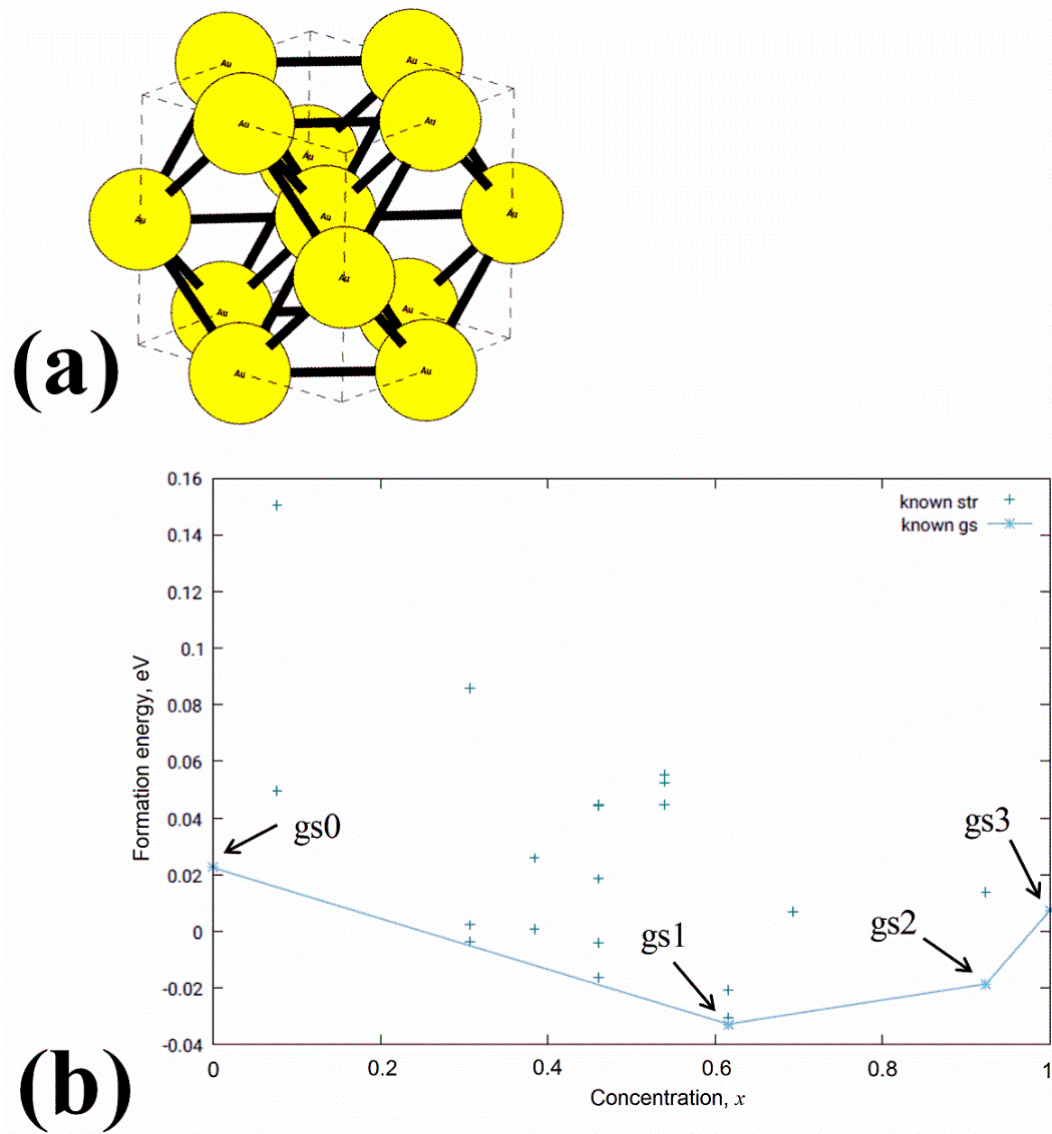 Au
Au
Au
Au
Au
Au
Au
Au
Au
Au
Au
Au
Au
(a)
0.16
0.14
0.12
0.1
0.08
0.06
0.04
0.02
0
-0.02
-0.04
Formation energy, eV
known str
known gs
gs0
gs1
gs2
gs3
0 0.2 0.4 0.6 0.8 1
Concentration, x
(b)